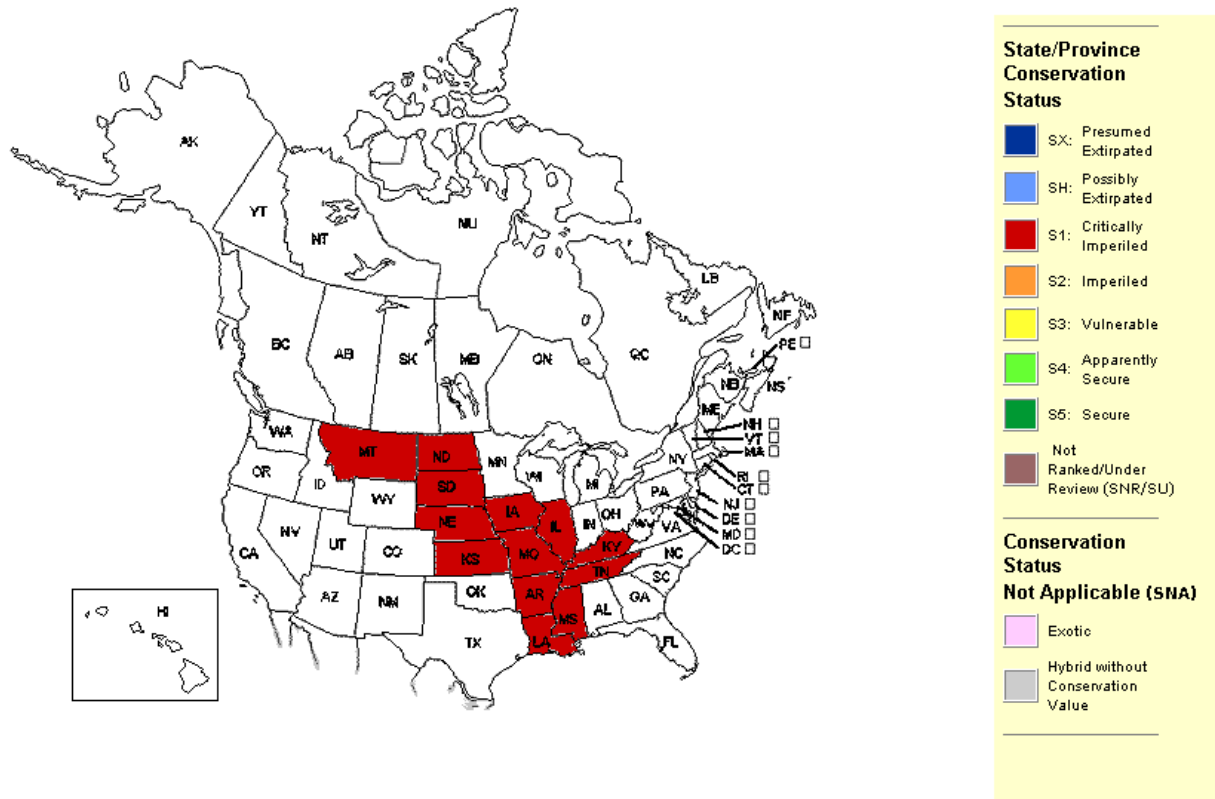 AK
YT
NT
NU
BC
AB
SK
MB
ON
QC
LB
NF
PE
NB
NS
ME
NH
VT
MA
RI
CT
NJ
DE
MD
DC
WA
OR
ID
MT
ND
SD
MN
WI
MI
NY
PA
WY
NE
IA
IL
IN
OH
WV
VA
NV
UT
CO
KS
MO
KY
NC
CA
AZ
NM
OK
AR
TN
SC
TX
LA
MS
AL
GA
FL
HI
State/Province
Conservation
Status
SX: Presumed
Extirpated
SH: Possibly
Extirpated
S1: Critically
Imperiled
S2: Imperiled
S3: Vulnerable
S4: Apparently
Secure
S5: Secure
Not
Ranked/Under
Review (SNR/SU)
Conservation
Status
Not Applicable (SNA)
Exotic
Hybrid without
Conservation
Value